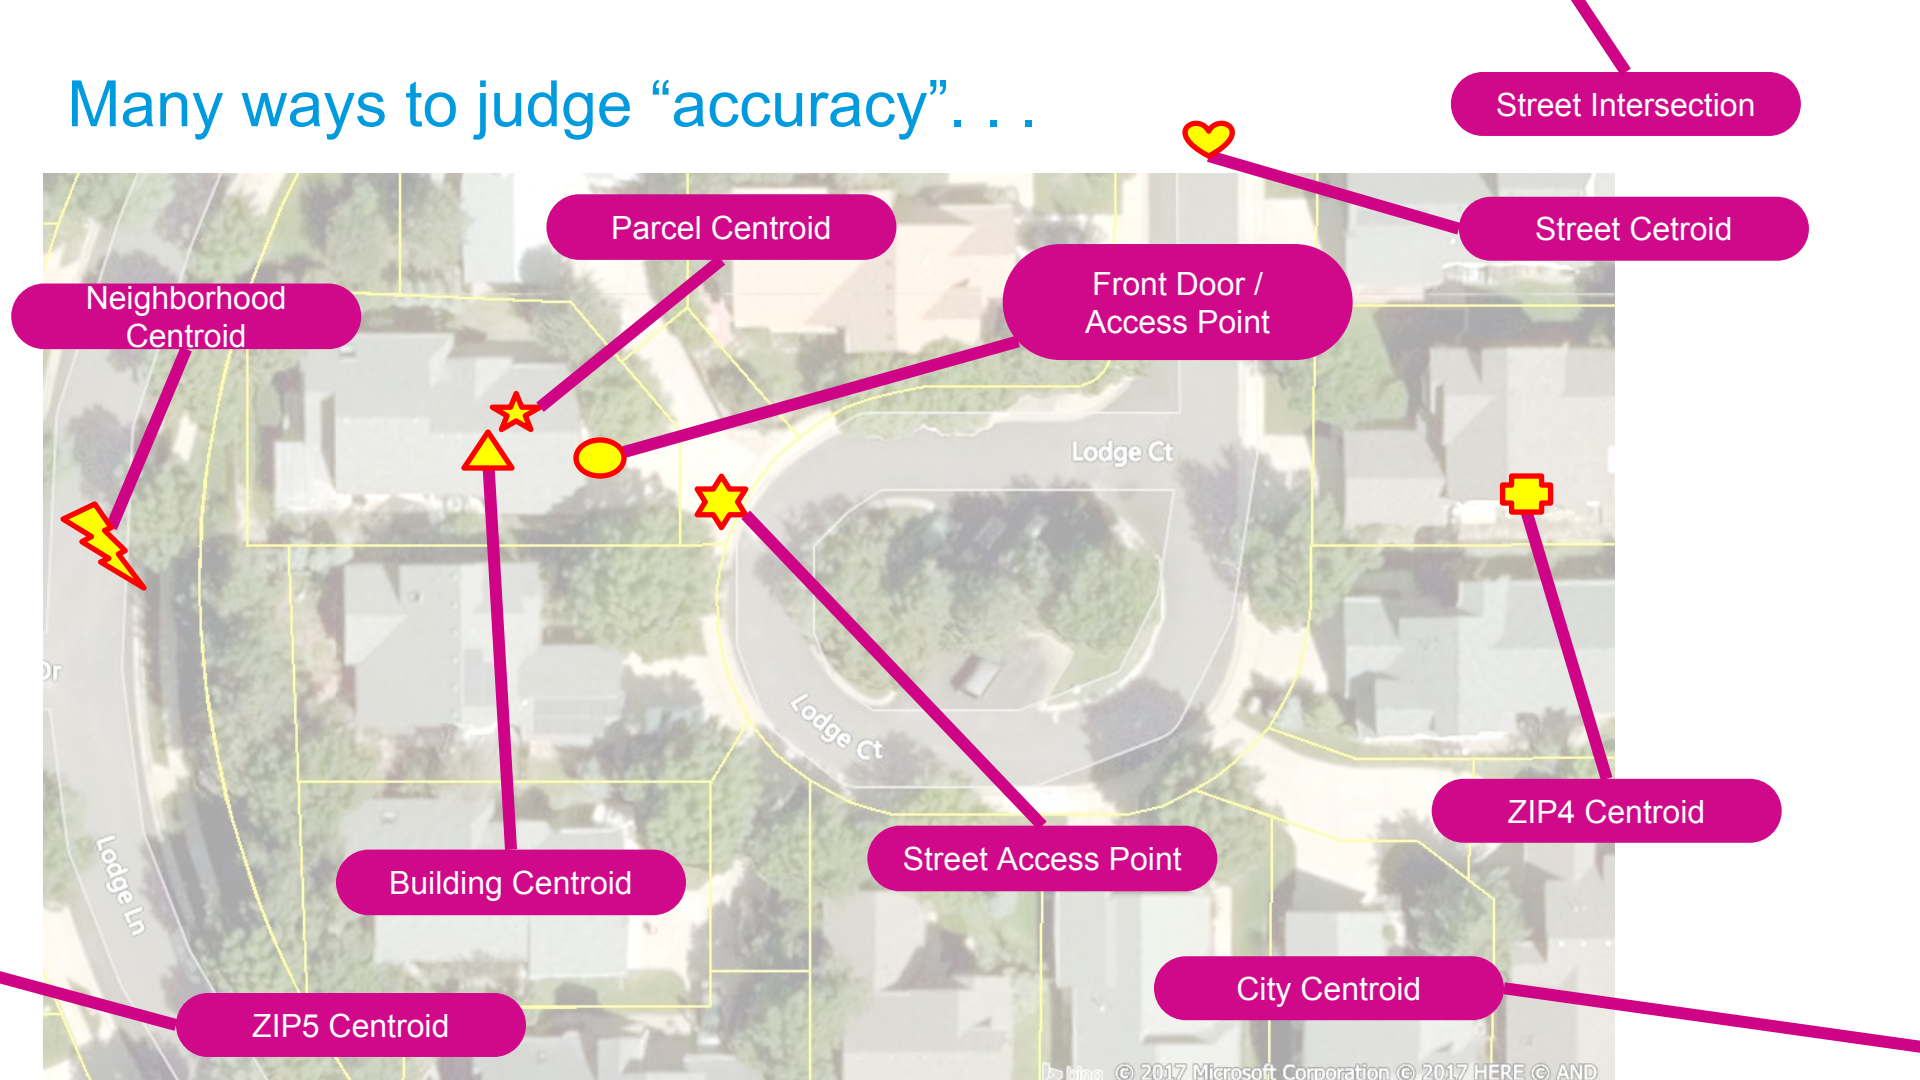 Many ways to judge “accuracy”. . .
Street Intersection
Parcel Centroid
Street Cetroid
Front Door /
Access Point
Neighborhood
Centroid
Lodge Ct
Dr
Lodge Ct
ZIP4 Centroid
Street Access Point
Building Centroid
Lodge Ln
City Centroid
ZIP5 Centroid
bing © 2017 Microsoft Corporation © 2017 HERE © AND